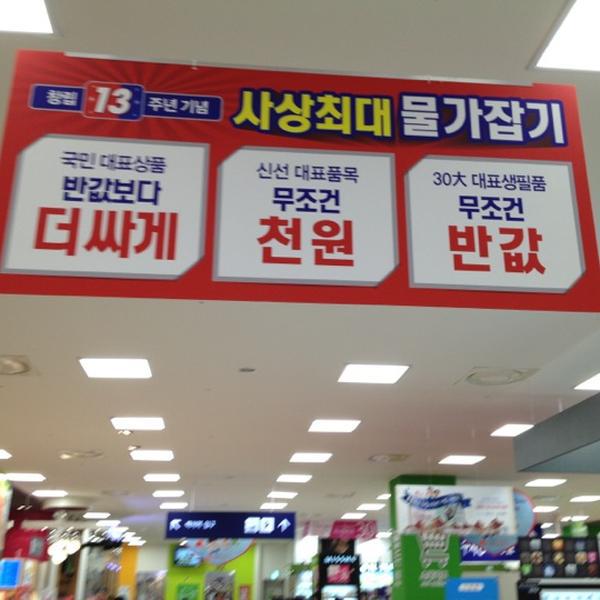 창립 13 주년 기념 사상최대 물가잡기
국민 대표상품
반값보다
더 싸게
신선 대표품목
무조건
천원
30大 대표생필품
무조건
반값